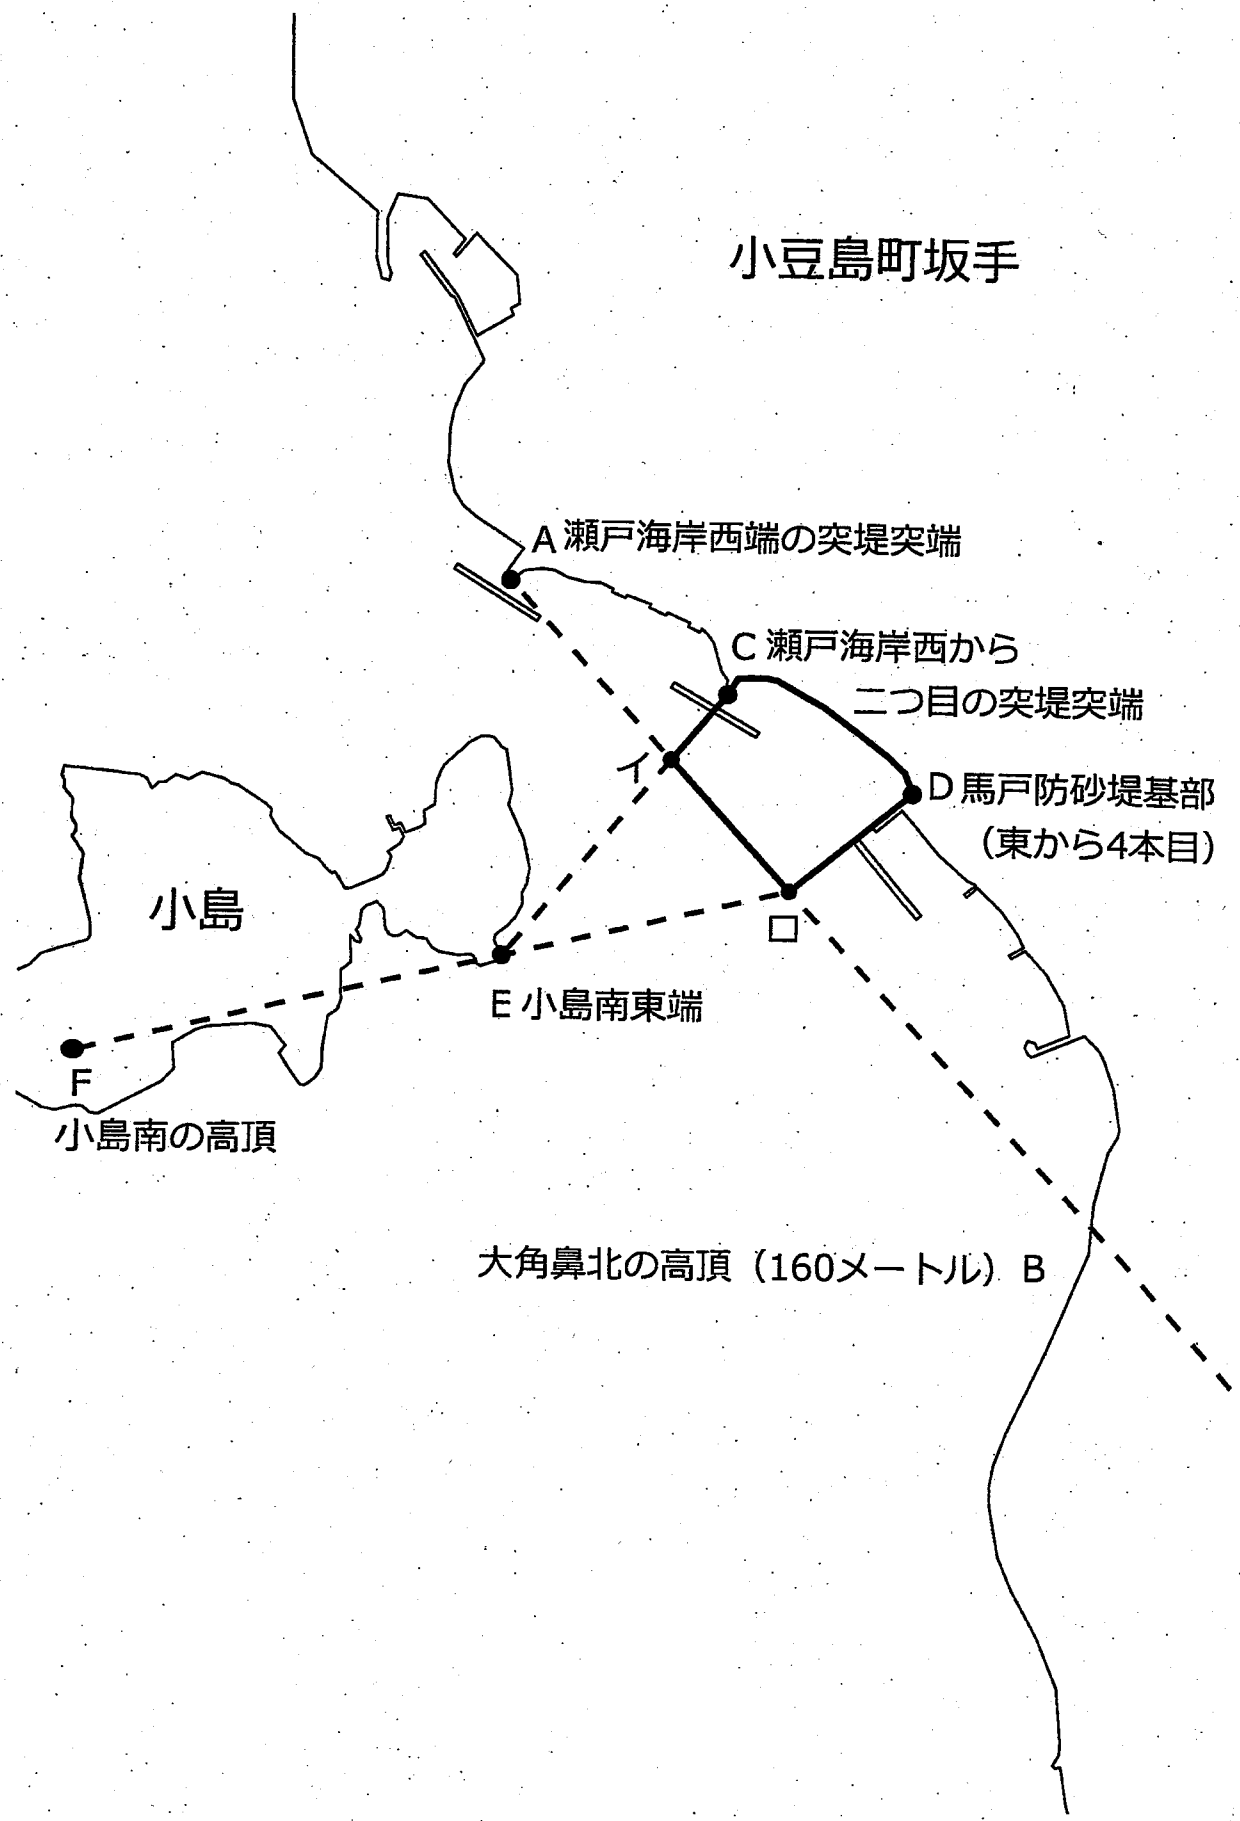 小豆島町坂手
A 瀬戸海岸西端の突堤突端
C 瀬戸海岸西から
二つ目の突堤突端
イ
D 馬戸防砂堤基部
(東から4本目)
小島
ロ
E 小島南東端
F
小島南の高頂
大角鼻北の高頂(160メートル) B